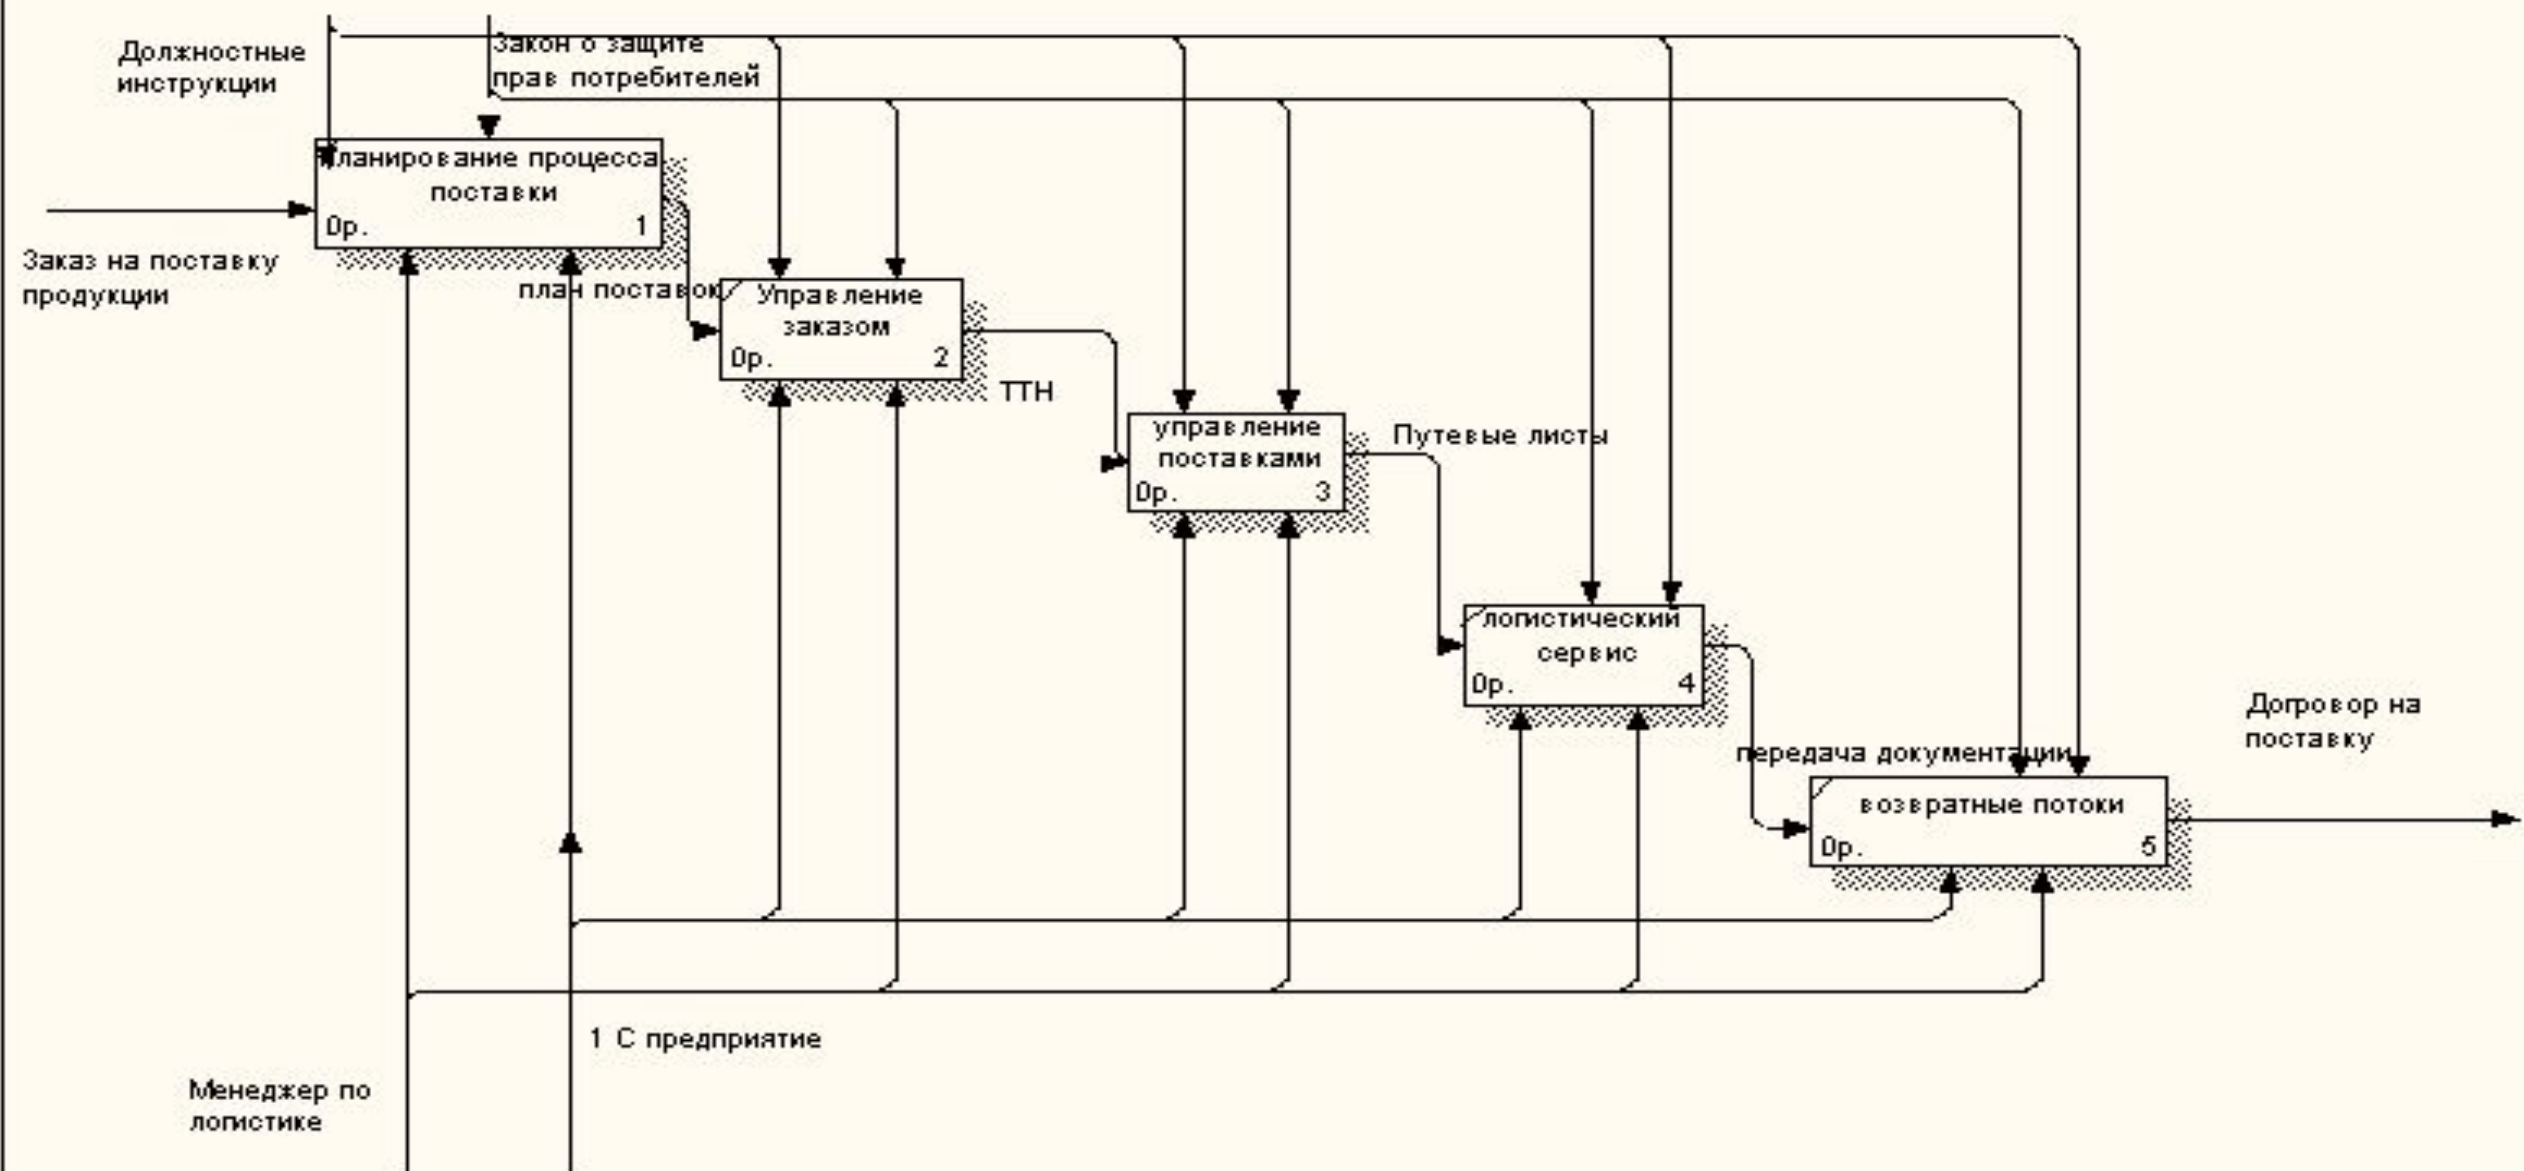 Должностные
инструкции
Закон о защите
прав потребителей
Планирование процесса
поставки
0р.
1
Заказ на поставку
продукции
план поставок
Управление
заказом
0р.
2
ТТН
управление
поставками
0р.
3
Путевые листы
логистический
сервис
0р.
4
передача документации
Догровор на
поставку
возвратные потоки
0р.
5
1 С предприятие
Менеджер по
логистике